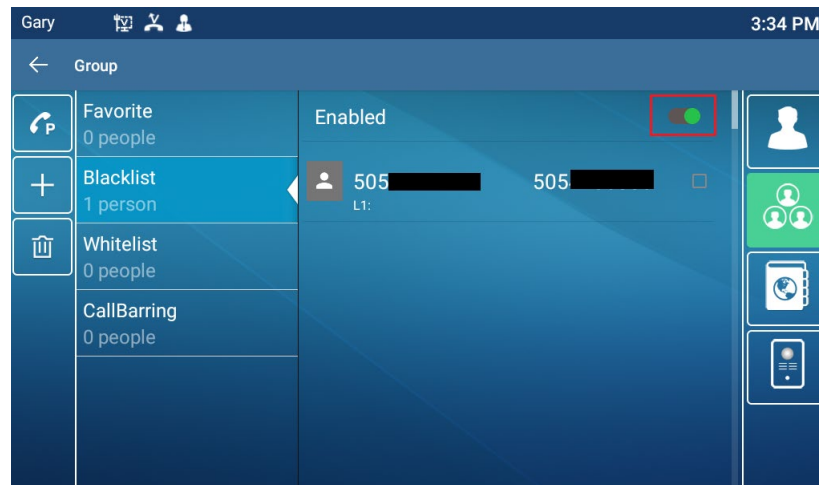 Gary
3:34 PM
Group
P
Favorite
0 people
Blacklist
1 person
Whitelist
0 people
CallBarring
0 people
Enabled
505 505
L1: